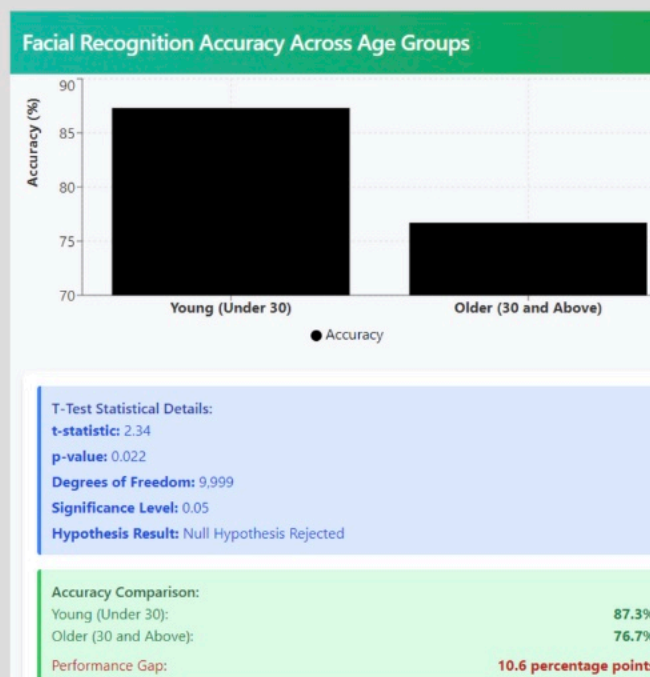 Facial Recognition Accuracy Across Age Groups
Accuracy (%)
90
85
80
75
70
Young (Under 30)
Older (30 and Above)
Accuracy
T-Test Statistical Details:
t-statistic: 2.34
p-value: 0.022
Degrees of Freedom: 9,999
Significance Level: 0.05
Hypothesis Result: Null Hypothesis Rejected
Accuracy Comparison:
Young (Under 30): 87.3%
Older (30 and Above): 76.7%
Performance Gap: 10.6 percentage points